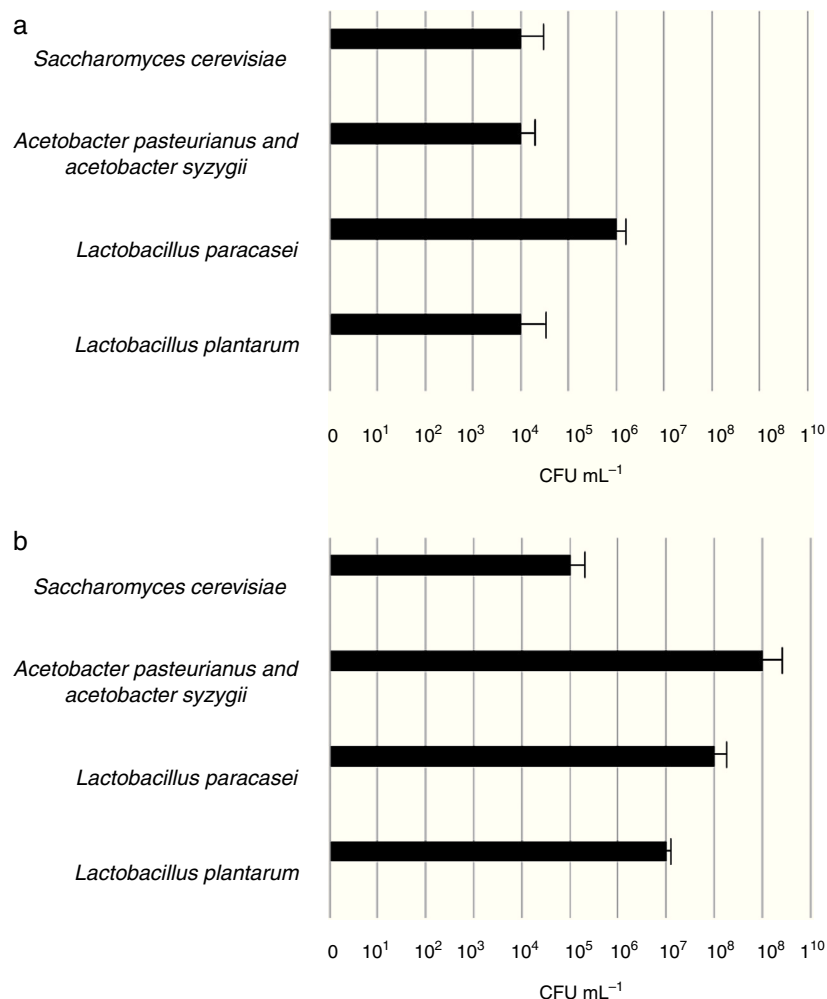 a
Saccharomyces cerevisiae
Acetobacter pasteurianus and
acetobacter syzygii
Lactobacillus paracasei
Lactobacillus plantarum
0 10¹ 10² 10³ 10⁴ 10⁵ 10⁶ 10⁷ 10⁸ 10⁸ 1¹⁰
CFU mL⁻¹
b
Saccharomyces cerevisiae
Acetobacter pasteurianus and
acetobacter syzygii
Lactobacillus paracasei
Lactobacillus plantarum
0 10¹ 10² 10³ 10⁴ 10⁵ 10⁶ 10⁷ 10⁸ 10⁸ 1¹⁰
CFU mL⁻¹